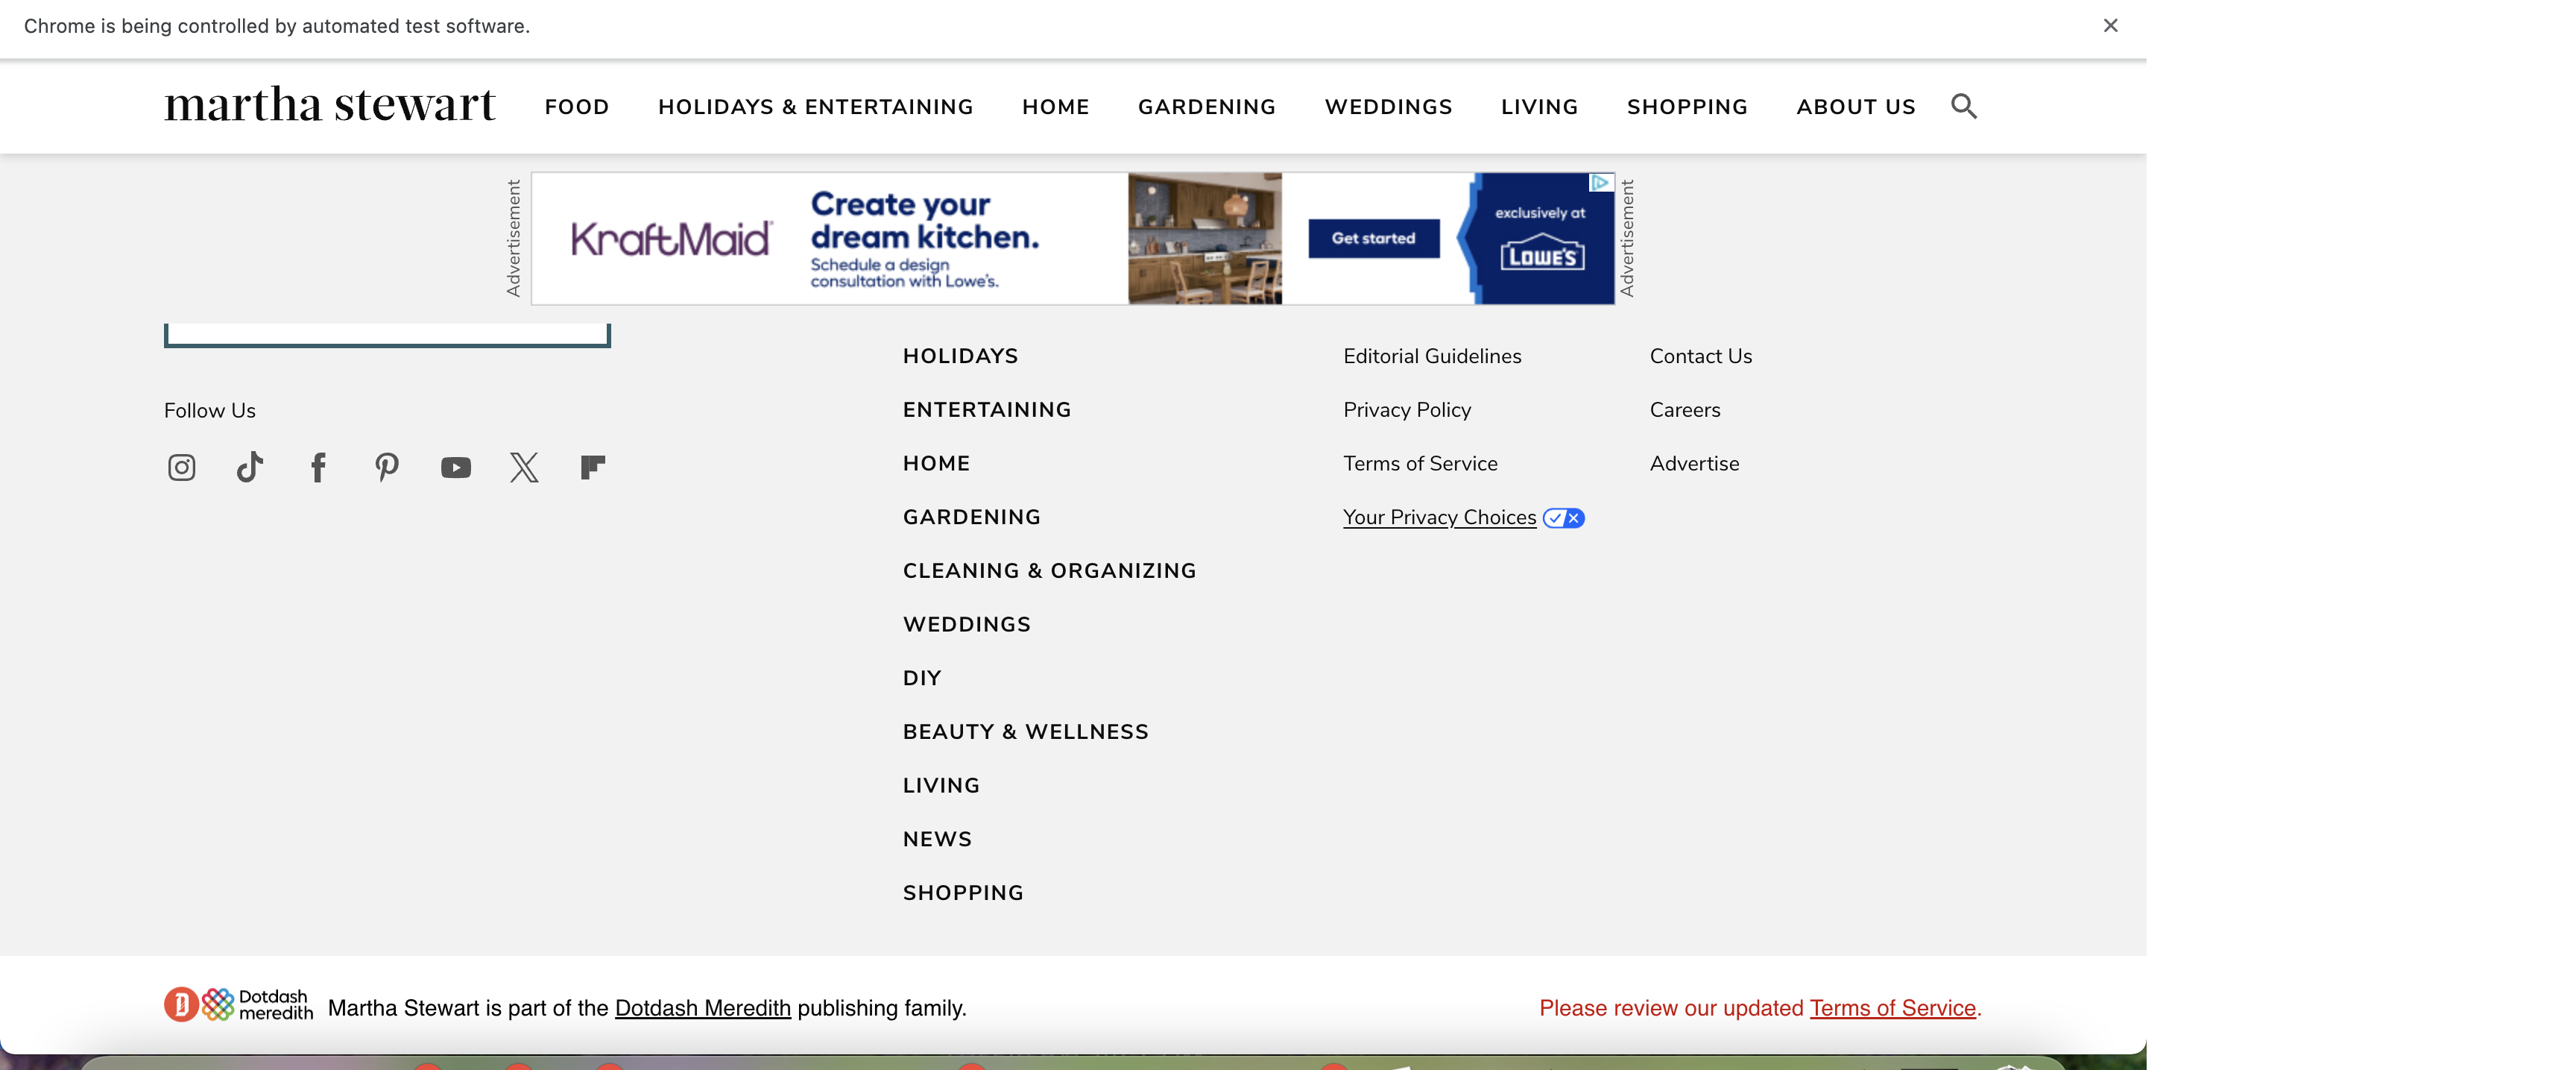 Chrome is being controlled by automated test software.
martha stewart
FOOD
HOLIDAYS & ENTERTAINING
HOME
GARDENING
WEDDINGS
LIVING
SHOPPING
ABOUT US
Advertisement
KraftMaid
Create your
dream kitchen.
Schedule a design
consultation with Lowe's.
Get started
exclusively at
LOWE'S
Advertisement
Follow Us
HOLIDAYS
ENTERTAINING
HOME
GARDENING
CLEANING & ORGANIZING
WEDDINGS
DIY
BEAUTY & WELLNESS
LIVING
NEWS
SHOPPING
Editorial Guidelines
Privacy Policy
Terms of Service
Your Privacy Choices
Contact Us
Careers
Advertise
Dotdash
meredith
Martha Stewart is part of the Dotdash Meredith publishing family.
Please review our updated Terms of Service.